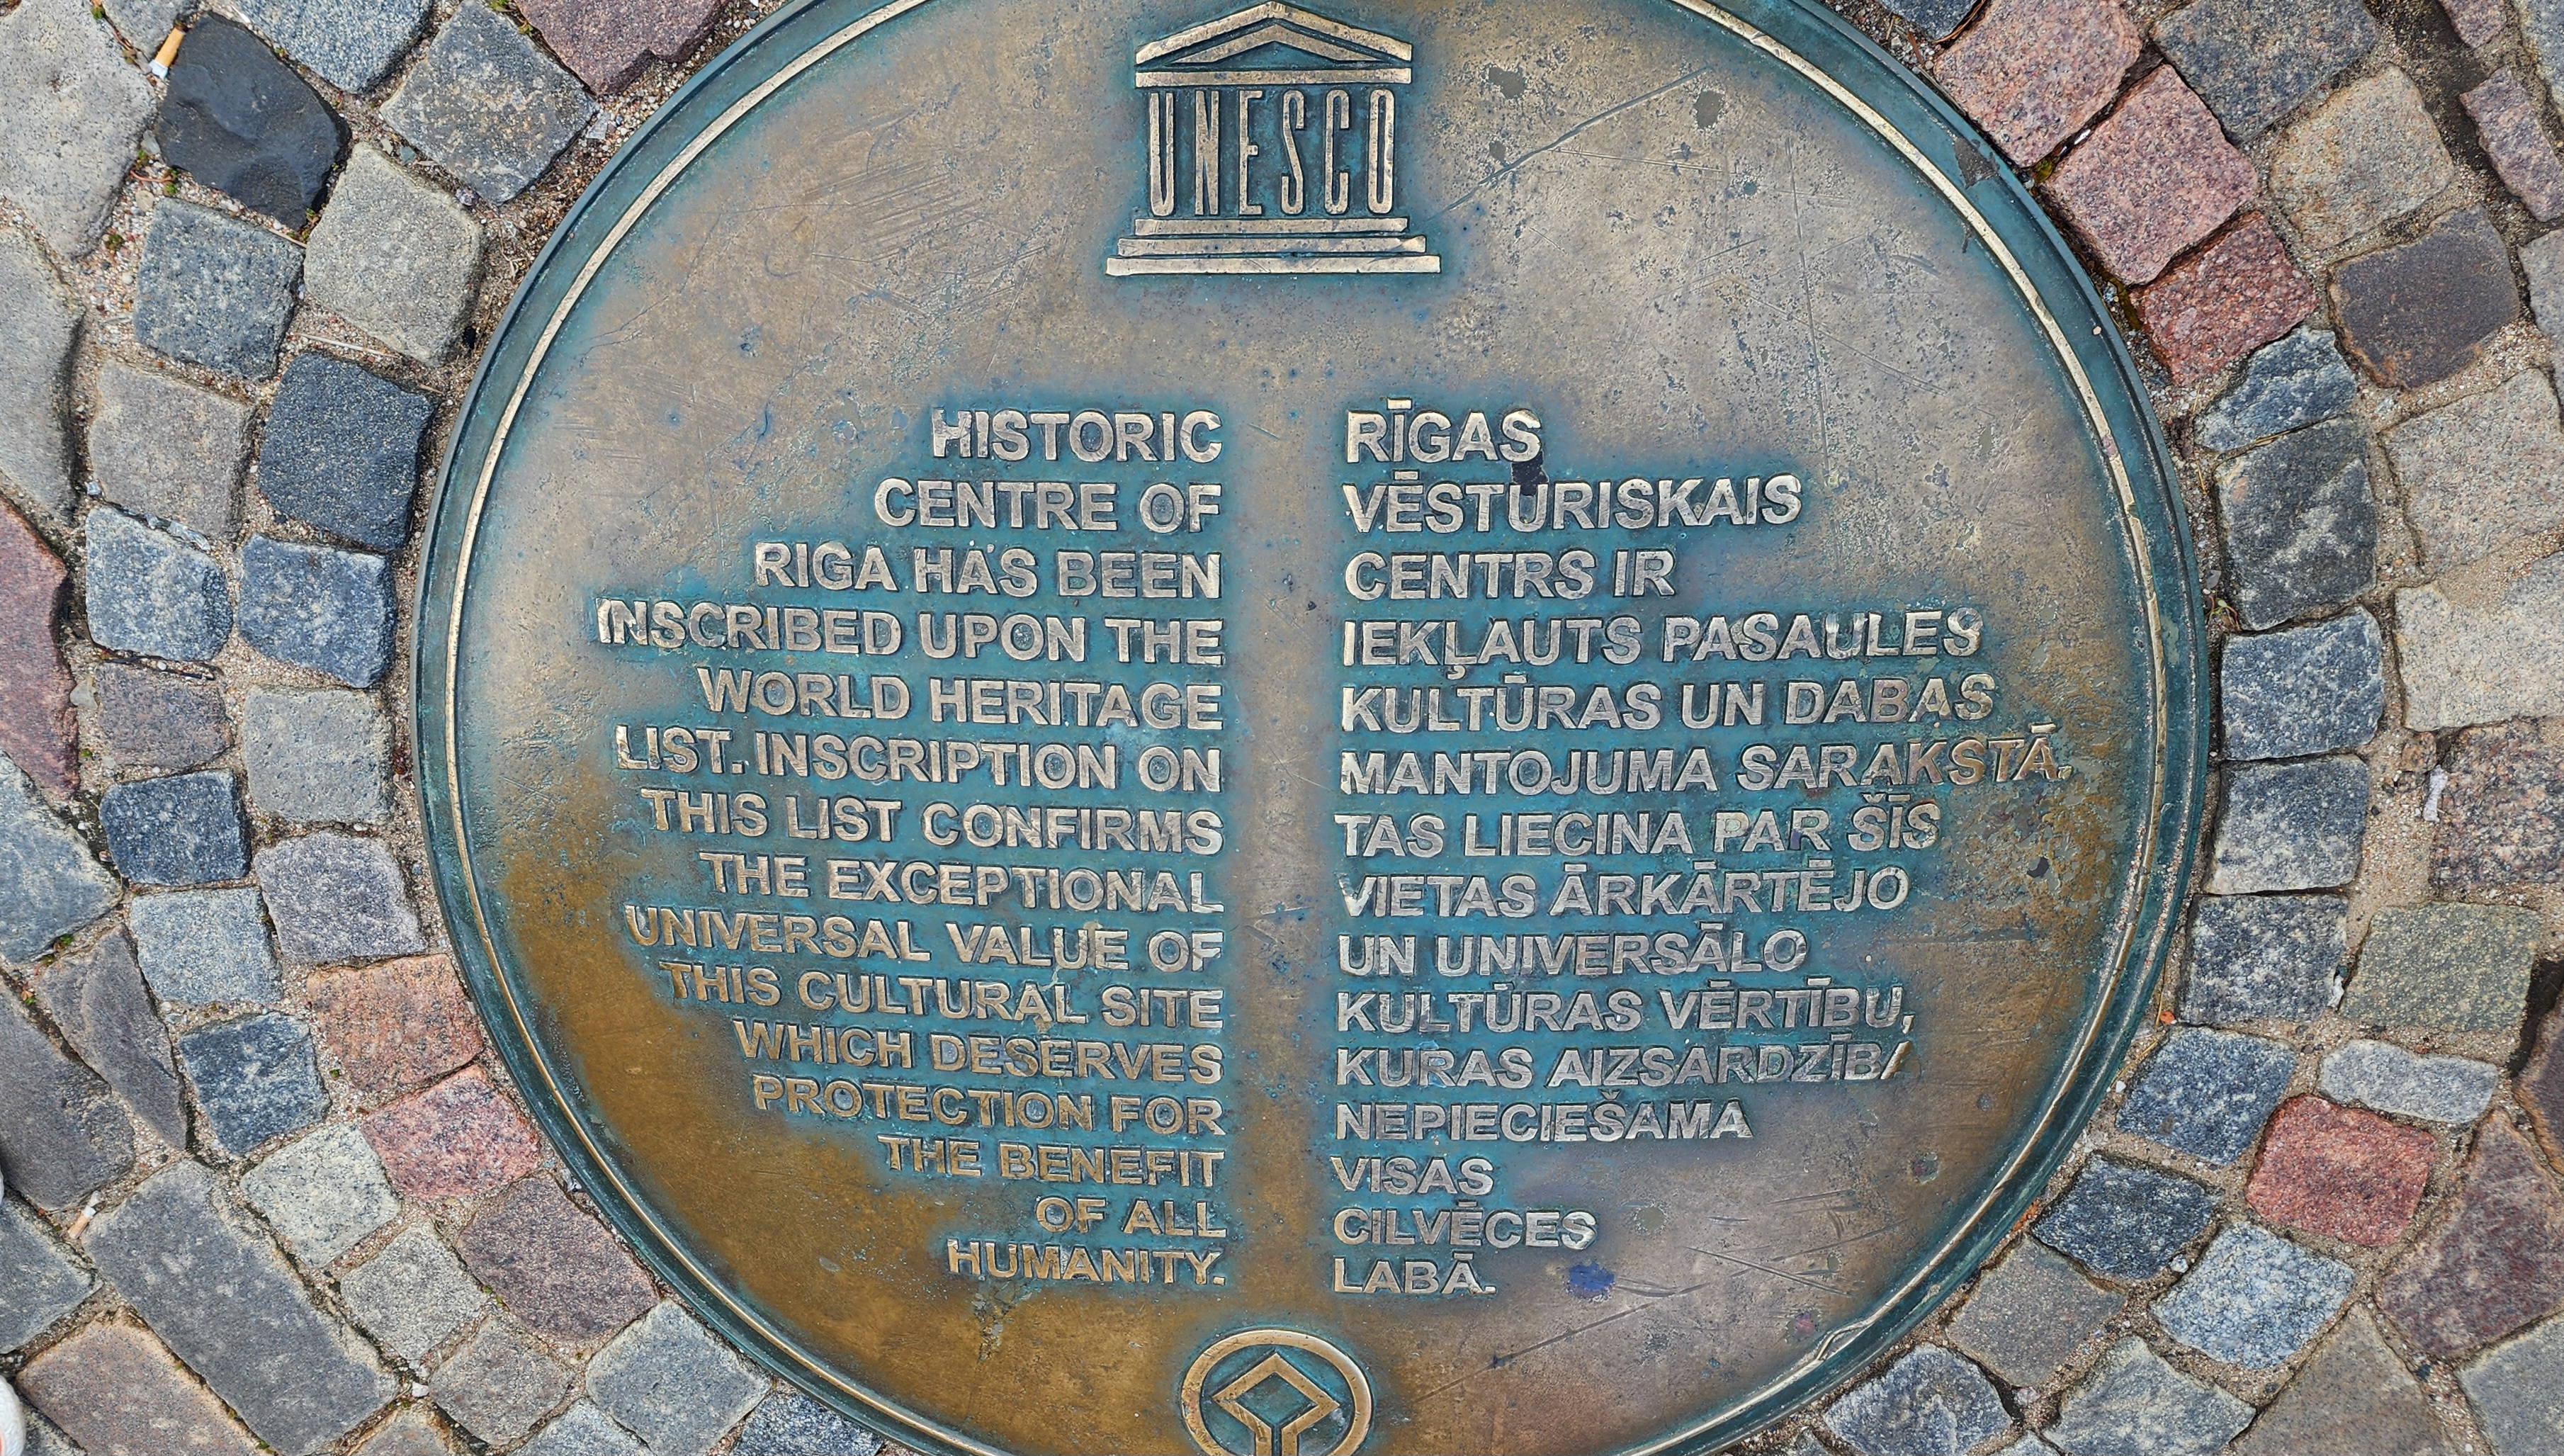 UNESCO
HISTORIC
CENTRE OF
RIGA HAS BEEN
INSCRIBED UPON THE
WORLD HERITAGE
LIST. INSCRIPTION ON
THIS LIST CONFIRMS
THE EXCEPTIONAL
UNIVERSAL VALUE OF
THIS CULTURAL SITE
WHICH DESERVES
PROTECTION FOR
THE BENEFIT
OF ALL
HUMANITY.
RĪGAS
VĒSTURISKAIS
CENTRS IR
IEKĻAUTS PASAULES
KULTŪRAS UN DABAS
MANTOJUMA SARAKSTĀ.
TAS LIECINA PAR ŠĪS
VIETAS ĀRKĀRTĒJO
UN UNIVERSĀLO
KULTŪRAS VĒRTĪBU,
KURAS AIZSARDZĪBA
NEPIECIEŠAMA
VISAS
CILVĒCES
LABĀ.